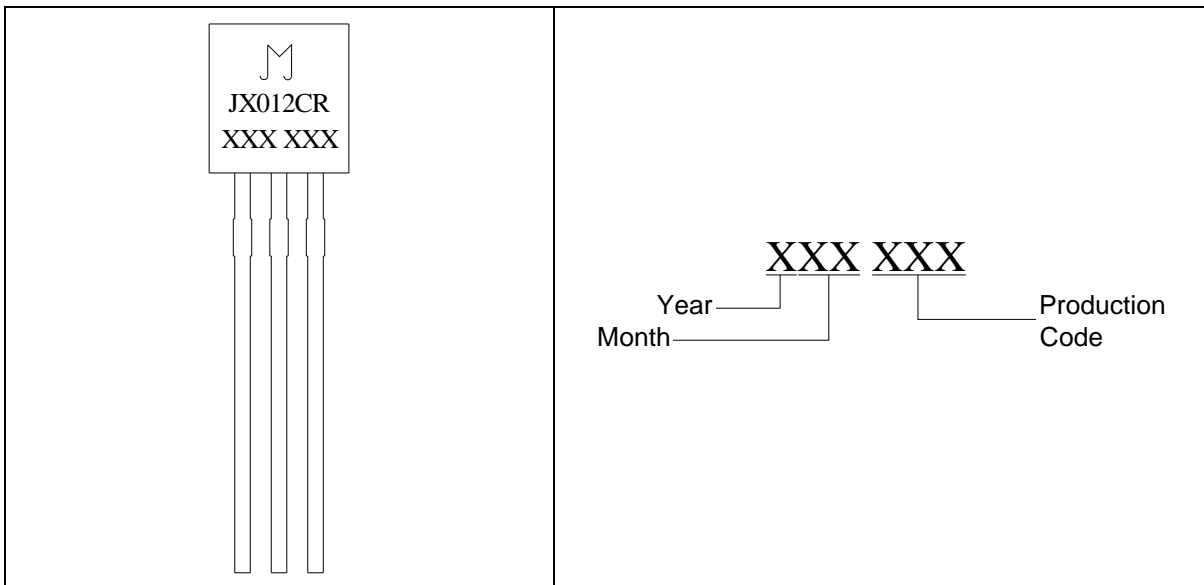 JX012CR
XXX XXX
XXX XXX
Year
Month
Production
Code